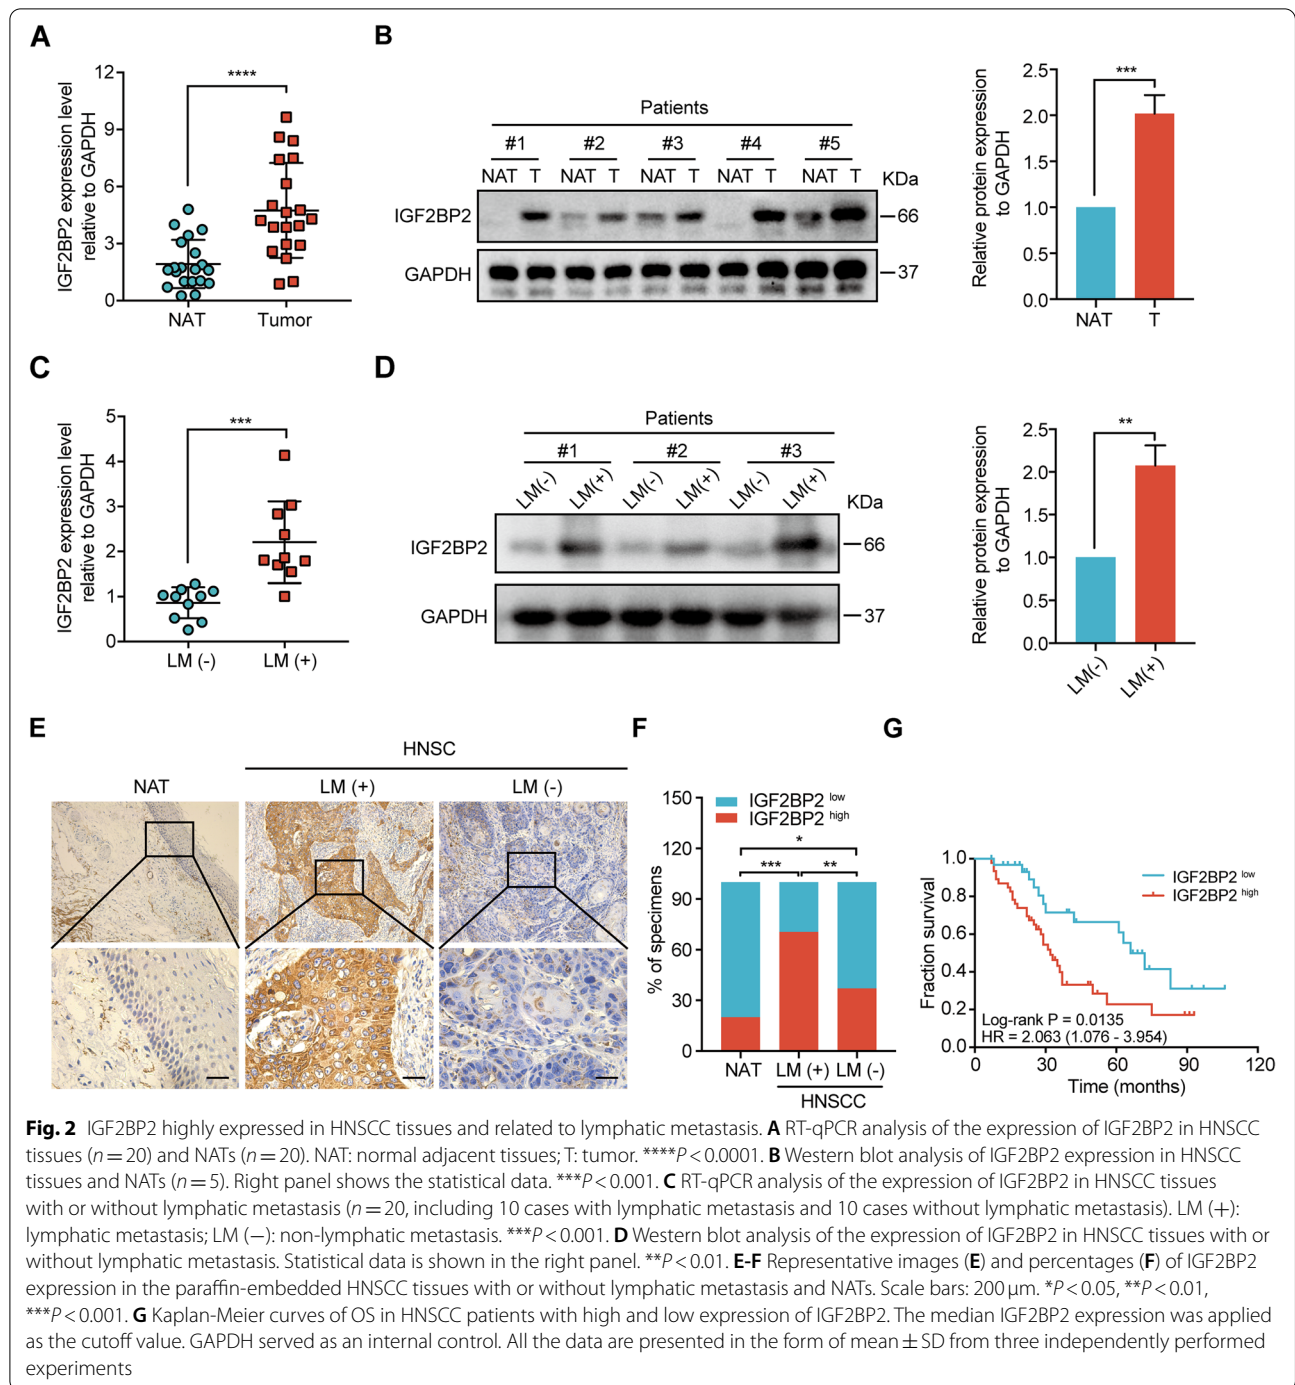 A
IGF2BP2 expression level
relative to GAPDH
12
9
6
3
0
****
NAT
Tumor
B
Patients
#1
#2
#3
#4
#5
NAT T NAT T NAT T NAT T NAT T
KDa
IGF2BP2
66
GAPDH
37
Relative protein expression
to GAPDH
2.5
2.0
1.5
1.0
0.5
0.0
***
NAT
T
C
IGF2BP2 expression level
relative to GAPDH
5
4
3
2
1
0
***
LM (-)
LM (+)
D
Patients
#1
#2
#3
LM(-) LM(+) LM(-) LM(+) LM(-) LM(+)
KDa
IGF2BP2
66
GAPDH
37
Relative protein expression
to GAPDH
2.5
2.0
1.5
1.0
0.5
0.0
**
LM(-)
LM(+)
E
HNSC
NAT
LM (+)
LM (-)
F
IGF2BP2 low
IGF2BP2 high
% of specimens
150
120
90
60
30
0
*
*** **
NAT LM (+) LM (-)
HNSCC
G
Fraction survival
1.0
0.8
0.6
0.4
0.2
0.0
IGF2BP2 low
IGF2BP2 high
Log-rank P = 0.0135
HR = 2.063 (1.076 - 3.954)
0 30 60 90 120
Time (months)
Fig. 2 IGF2BP2 highly expressed in HNSCC tissues and related to lymphatic metastasis. A RT-qPCR analysis of the expression of IGF2BP2 in HNSCC
tissues (n = 20) and NATs (n = 20). NAT: normal adjacent tissues; T: tumor. ****P < 0.0001. B Western blot analysis of IGF2BP2 expression in HNSCC
tissues and NATs (n = 5). Right panel shows the statistical data. ***P < 0.001. C RT-qPCR analysis of the expression of IGF2BP2 in HNSCC tissues
with or without lymphatic metastasis (n = 20, including 10 cases with lymphatic metastasis and 10 cases without lymphatic metastasis). LM (+):
lymphatic metastasis; LM (−): non-lymphatic metastasis. ***P < 0.001. D Western blot analysis of the expression of IGF2BP2 in HNSCC tissues with or
without lymphatic metastasis. Statistical data is shown in the right panel. **P < 0.01. E-F Representative images (E) and percentages (F) of IGF2BP2
expression in the paraffin-embedded HNSCC tissues with or without lymphatic metastasis and NATs. Scale bars: 200 μm. *P < 0.05, **P < 0.01,
***P < 0.001. G Kaplan-Meier curves of OS in HNSCC patients with high and low expression of IGF2BP2. The median IGF2BP2 expression was applied
as the cutoff value. GAPDH served as an internal control. All the data are presented in the form of mean ± SD from three independently performed
experiments